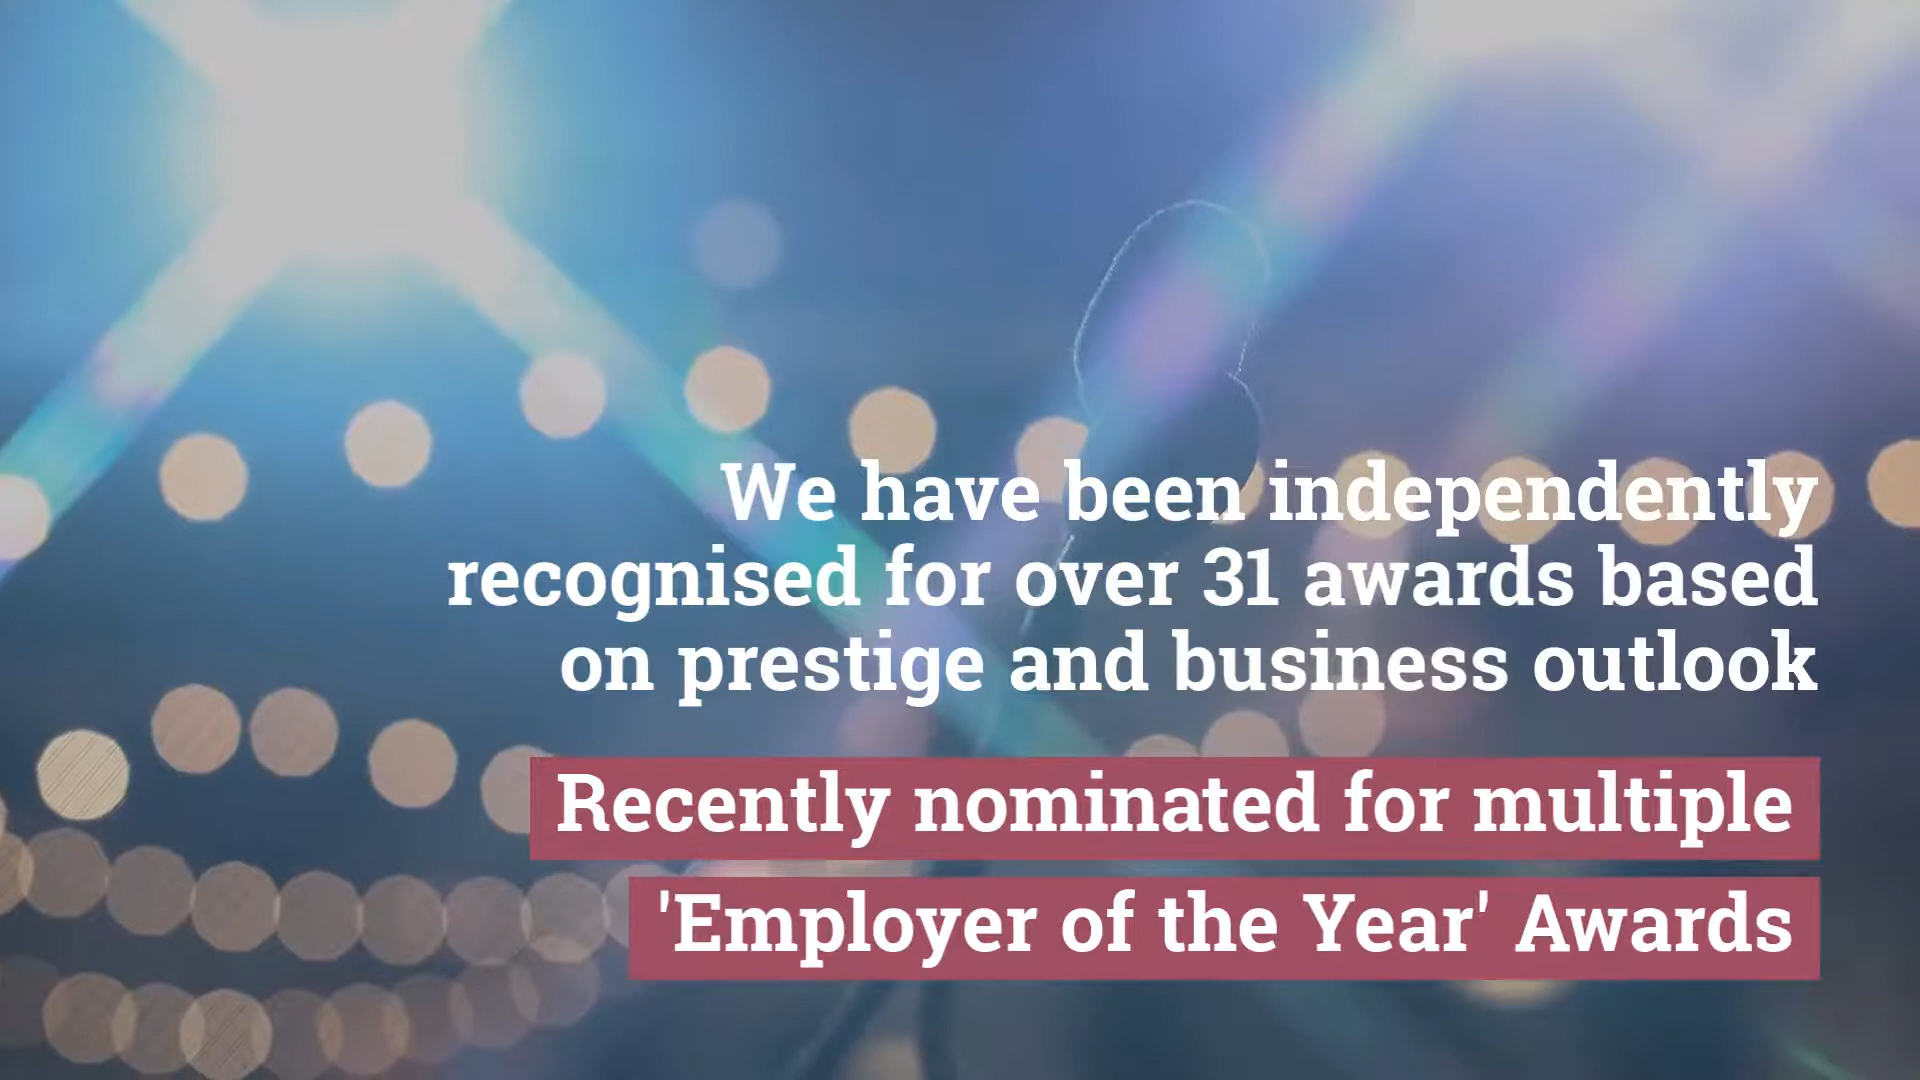 We have been independently
recognised for over 31 awards based
on prestige and business outlook
Recently nominated for multiple
'Employer of the Year' Awards